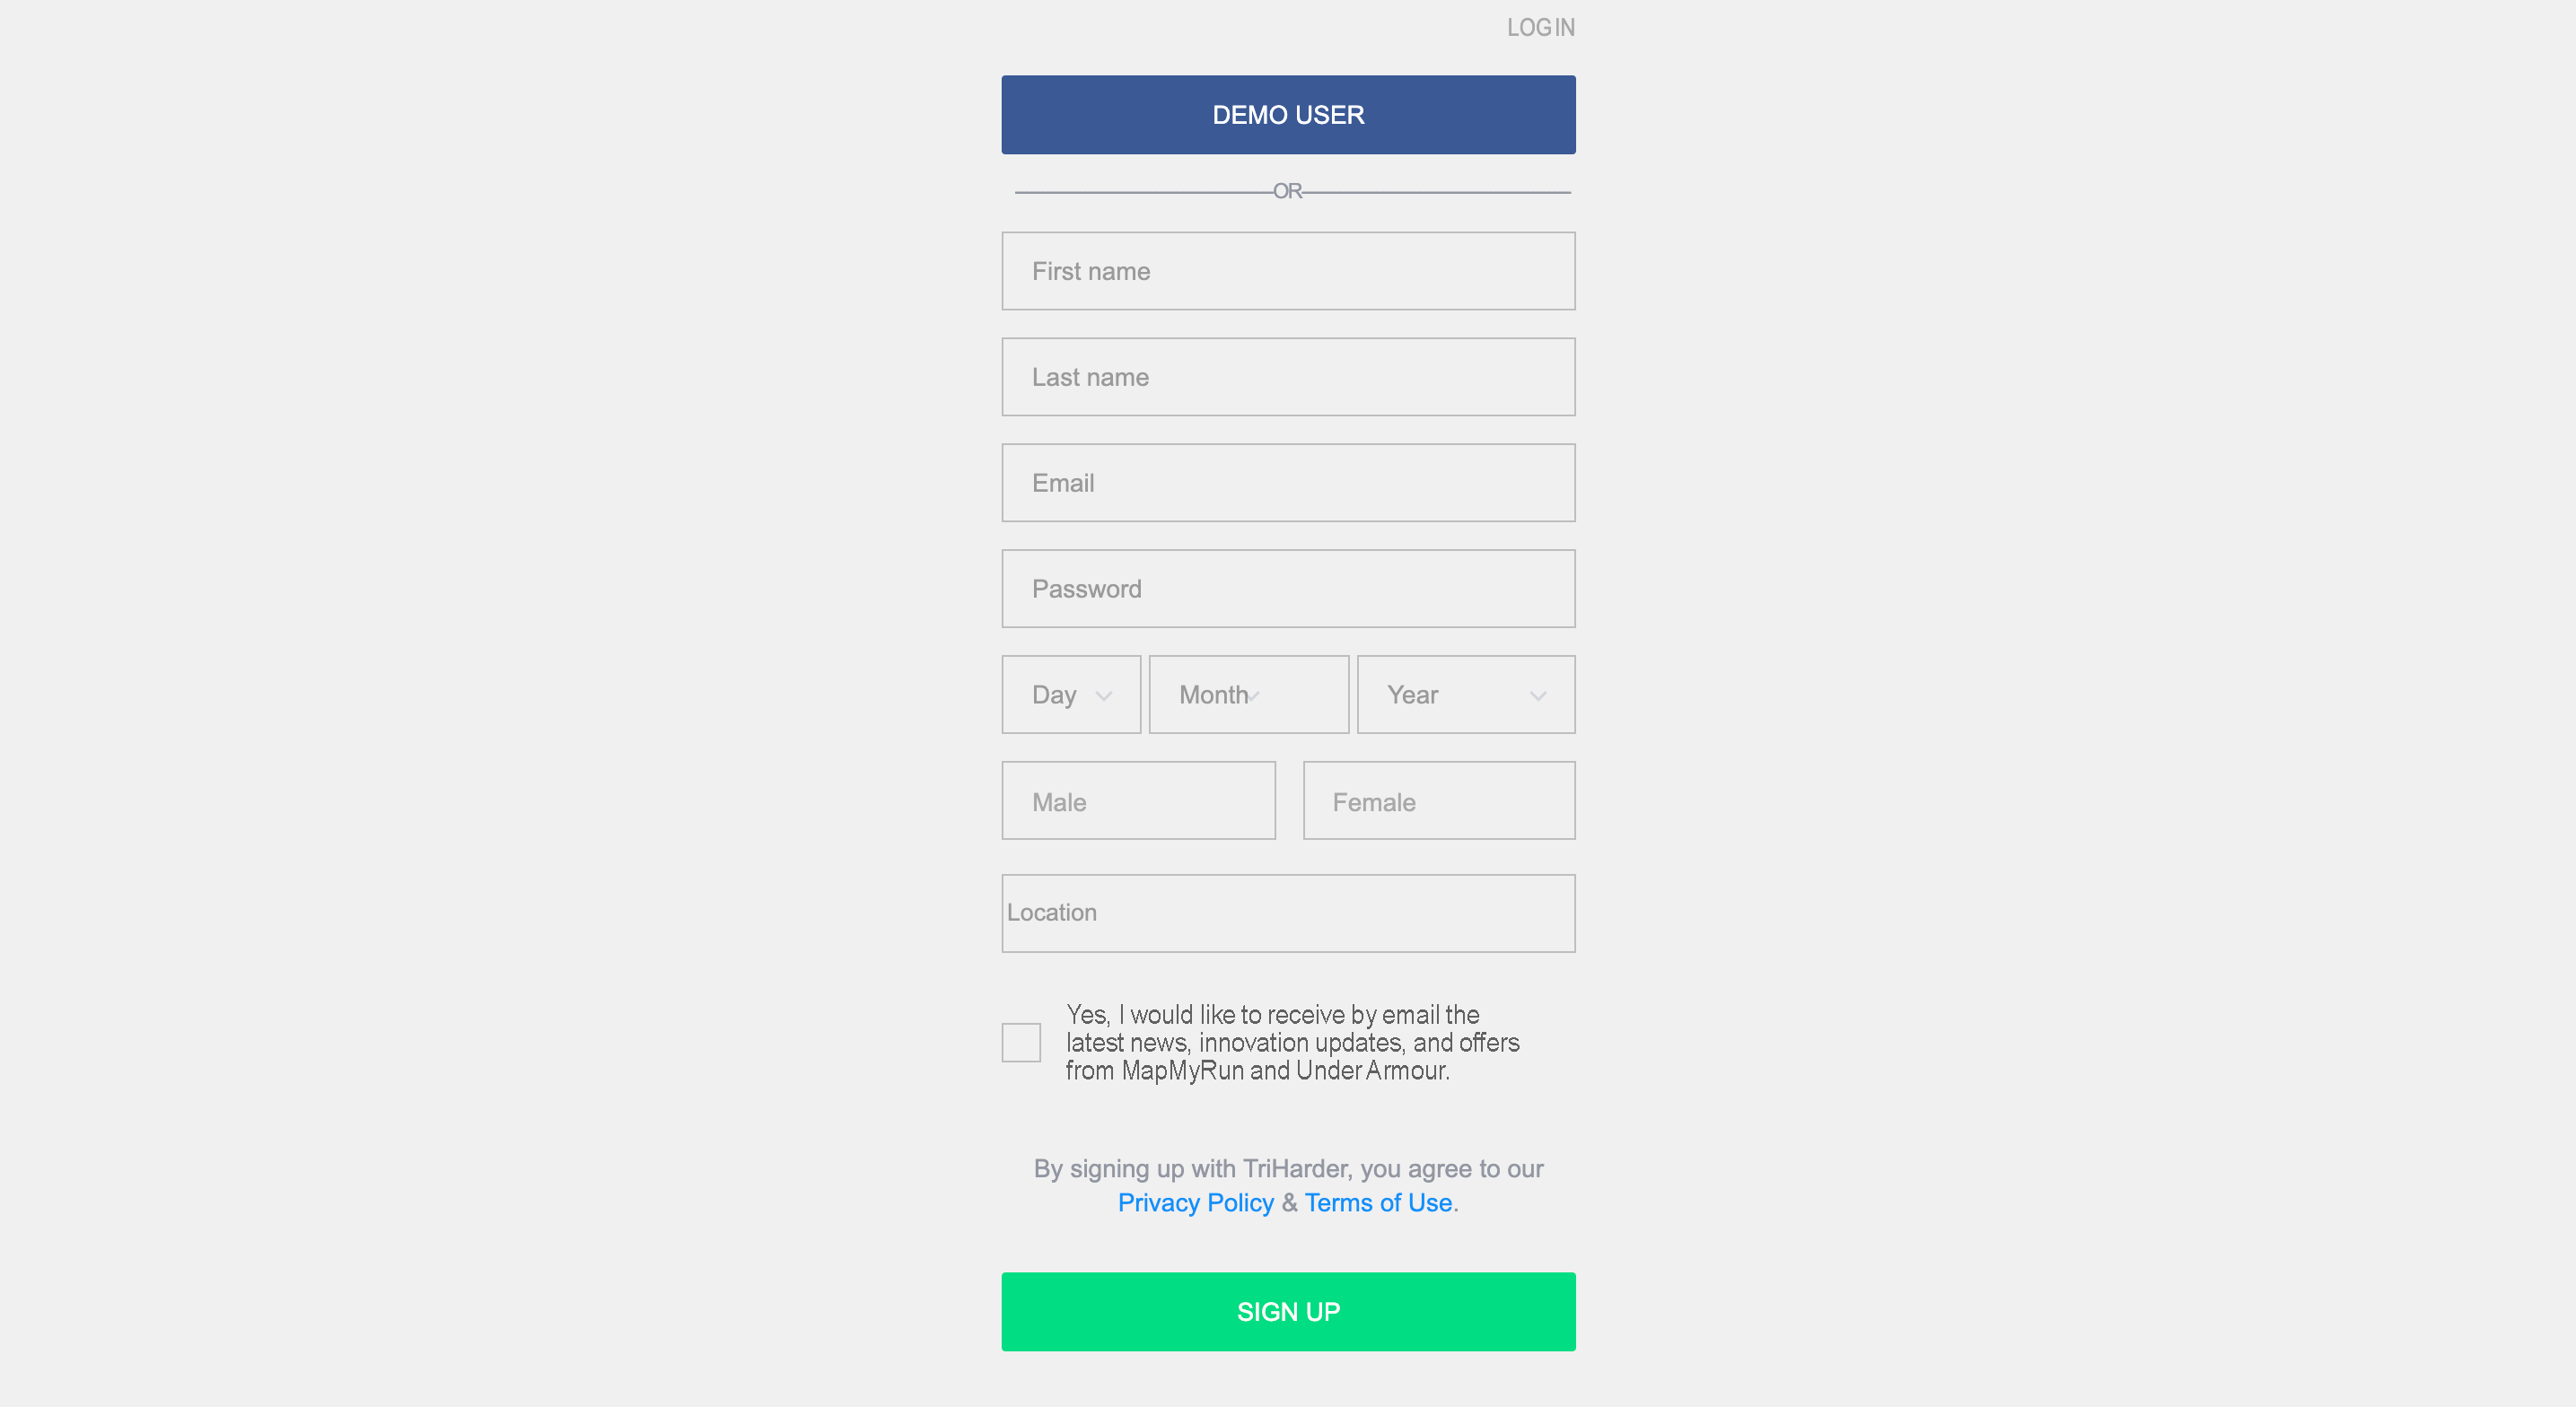 LOG IN
DEMO USER
OR
First name
Last name
Email
Password
Day Month Year
Male Female
Location
Yes, I would like to receive by email the
latest news, innovation updates, and offers
from MapMyRun and Under Armour.
By signing up with TriHarder, you agree to our
Privacy Policy & Terms of Use.
SIGN UP